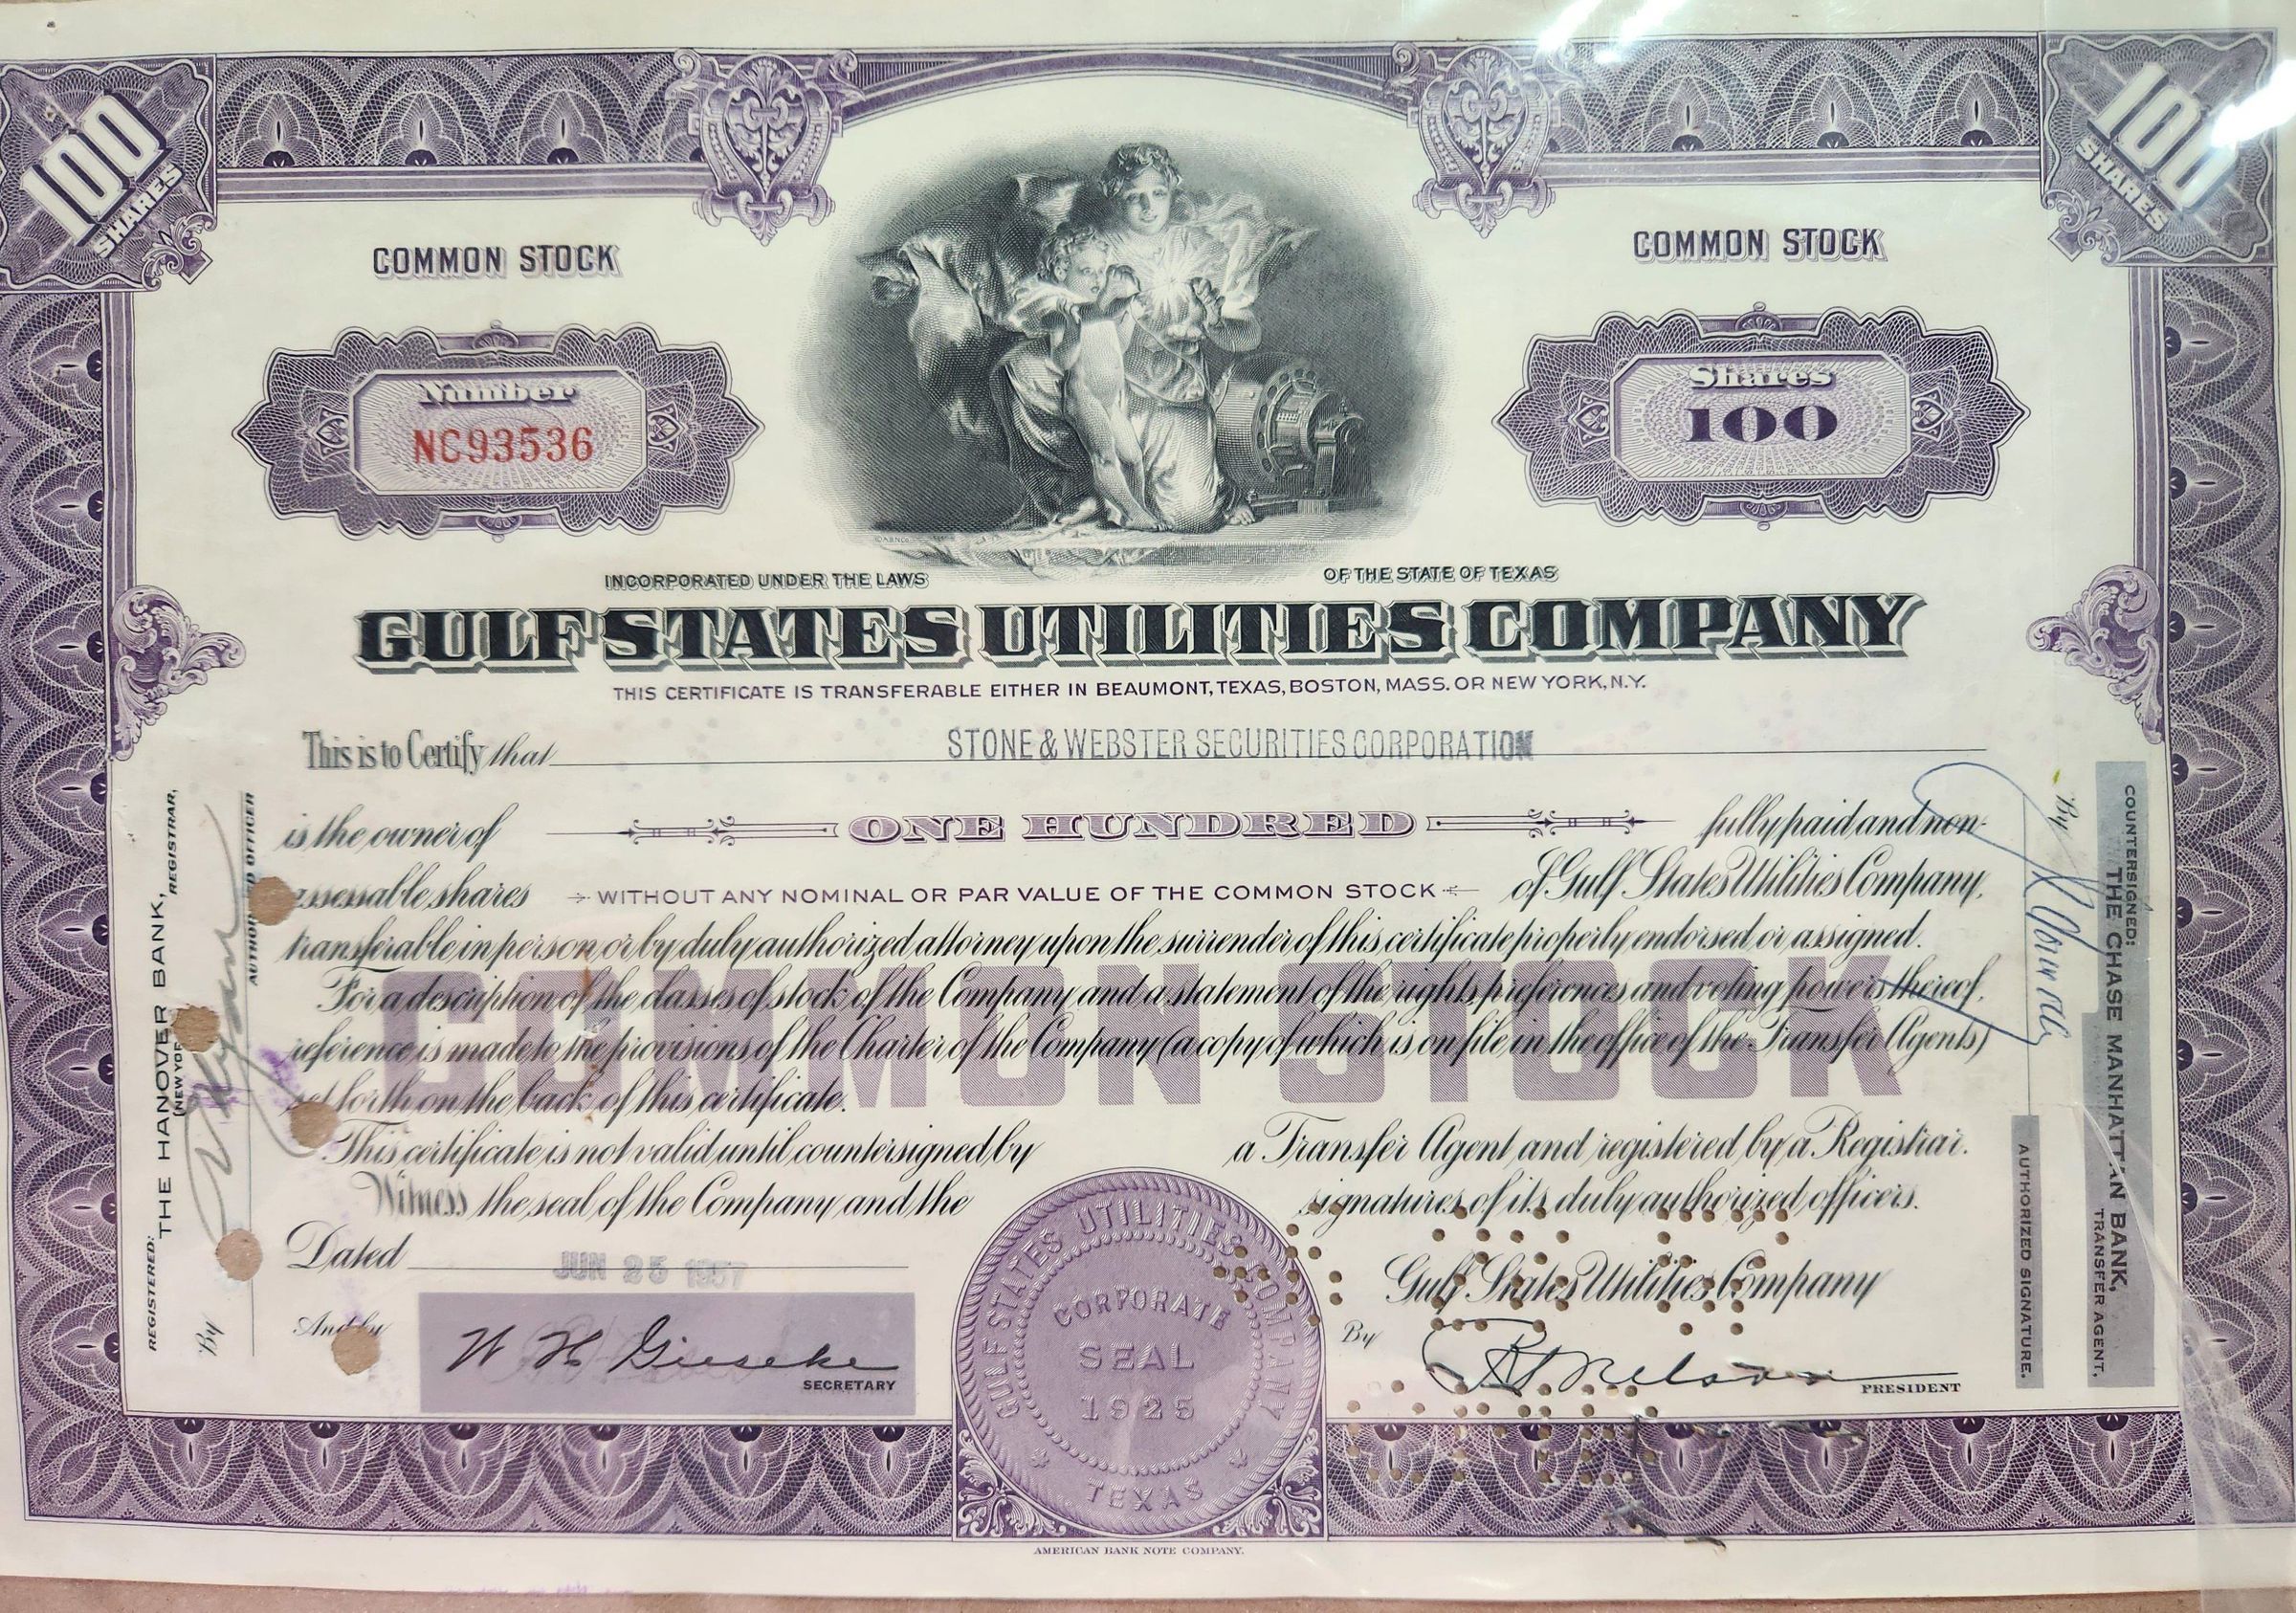 100 SHARES
100 SHARES
COMMON STOCK
COMMON STOCK
Number
NC93536
Shares
100
©A.B.N.Co.
INCORPORATED UNDER THE LAWS OF THE STATE OF TEXAS
GULF STATES UTILITIES COMPANY
THIS CERTIFICATE IS TRANSFERABLE EITHER IN BEAUMONT, TEXAS, BOSTON, MASS. OR NEW YORK, N.Y.
This is to Certify that STONE & WEBSTER SECURITIES CORPORATION
is the owner of ONE HUNDRED fully paid and non-
assessable shares WITHOUT ANY NOMINAL OR PAR VALUE OF THE COMMON STOCK of Gulf States Utilities Company,
transferable in person or by duly authorized attorney upon the surrender of this certificate properly endorsed or assigned.
For a description of the classes of stock of the Company and a statement of the rights, preferences and voting powers thereof,
reference is made to the provisions of the Charter of the Company (a copy of which is on file in the office of the Transfer Agents)
set forth on the back of this certificate.
COMMON STOCK
This certificate is not valid until countersigned by a Transfer Agent and registered by a Registrar.
Witness the seal of the Company and the signatures of its duly authorized officers.
Dated JUN 25 1957
Gulf States Utilities Company
And by W H Gieseke
SECRETARY
By R S Nelson
PRESIDENT
GULF STATES UTILITIES COMPANY
CORPORATE
SEAL
1925
TEXAS
REGISTERED:
THE HANOVER BANK,
(NEW YORK) REGISTRAR,
By
AUTHORIZED OFFICER
COUNTERSIGNED:
THE CHASE MANHATTAN BANK,
TRANSFER AGENT.
By
AUTHORIZED SIGNATURE.
AMERICAN BANK NOTE COMPANY.